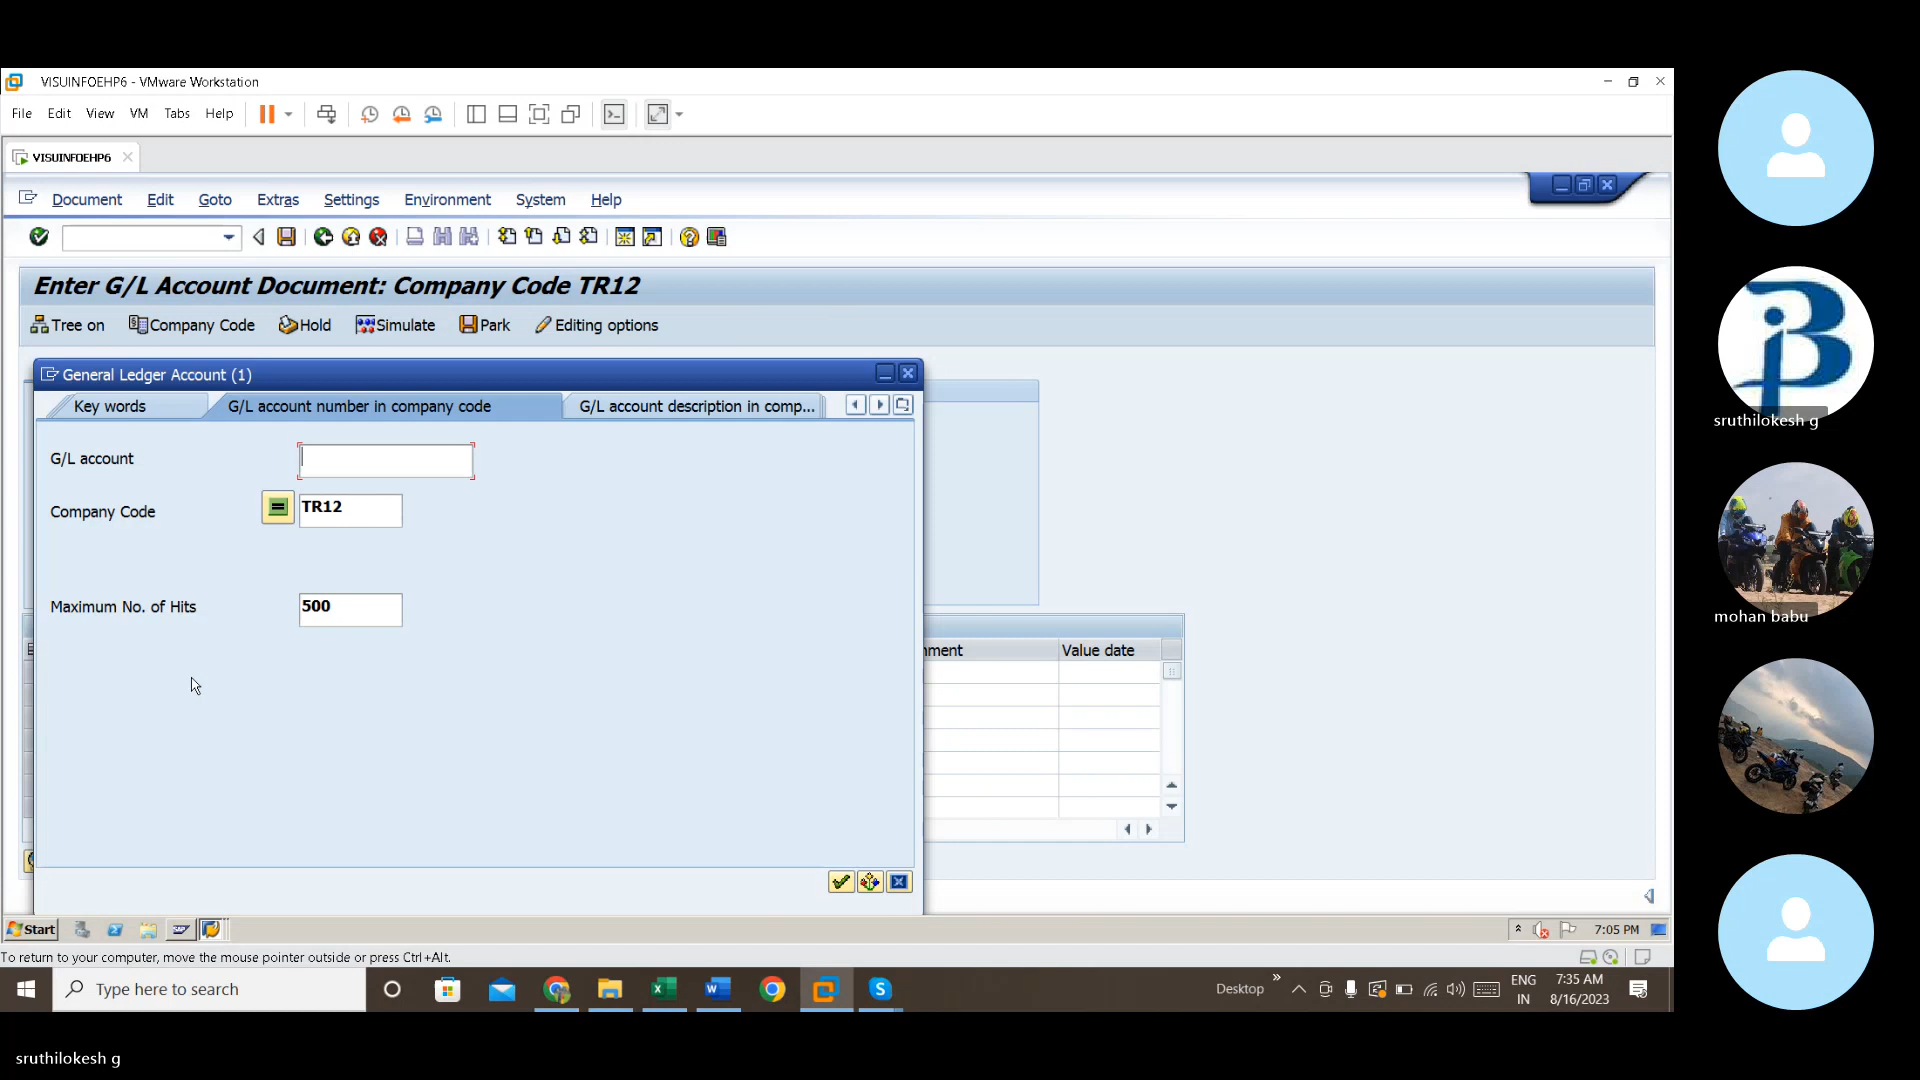 VISUINFOEHP6 - VMware Workstation
File Edit View VM Tabs Help
VISUINFOEHP6
Document Edit Goto Extras Settings Environment System Help
Enter G/L Account Document: Company Code TR12
Tree on Company Code Hold Simulate Park Editing options
General Ledger Account (1)
Key words G/L account number in company code G/L account description in comp...
G/L account
Company Code TR12
Maximum No. of Hits 500
nment Value date
Start 7:05 PM
To return to your computer, move the mouse pointer outside or press Ctrl+Alt.
Type here to search Desktop ENG IN 7:35 AM 8/16/2023
sruthilokesh g
mohan babu
sruthilokesh g